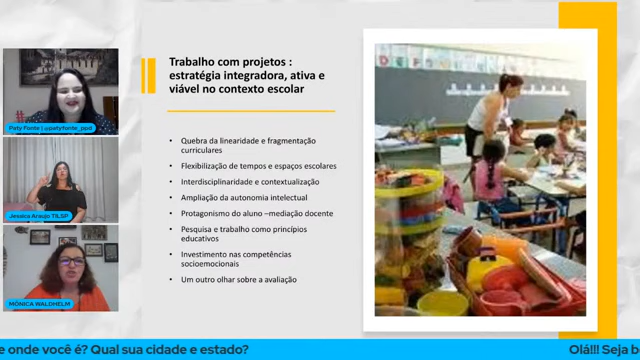 Trabalho com projetos :
estratégia integradora, ativa e
viável no contexto escolar
• Quebra da linearidade e fragmentação
curriculares
• Flexibilização de tempos e espaços escolares
• Interdisciplinaridade e contextualização
• Ampliação da autonomia intelectual
• Protagonismo do aluno –mediação docente
• Pesquisa e trabalho como princípios
educativos
• Investimento nas competências
socioemocionais
• Um outro olhar sobre a avaliação
Paty Fonte | @patyfonte_ppd
Jessica Araujo TILSP
MÔNICA WALDHELM
e onde você é? Qual sua cidade e estado?
Olá!!! Seja b